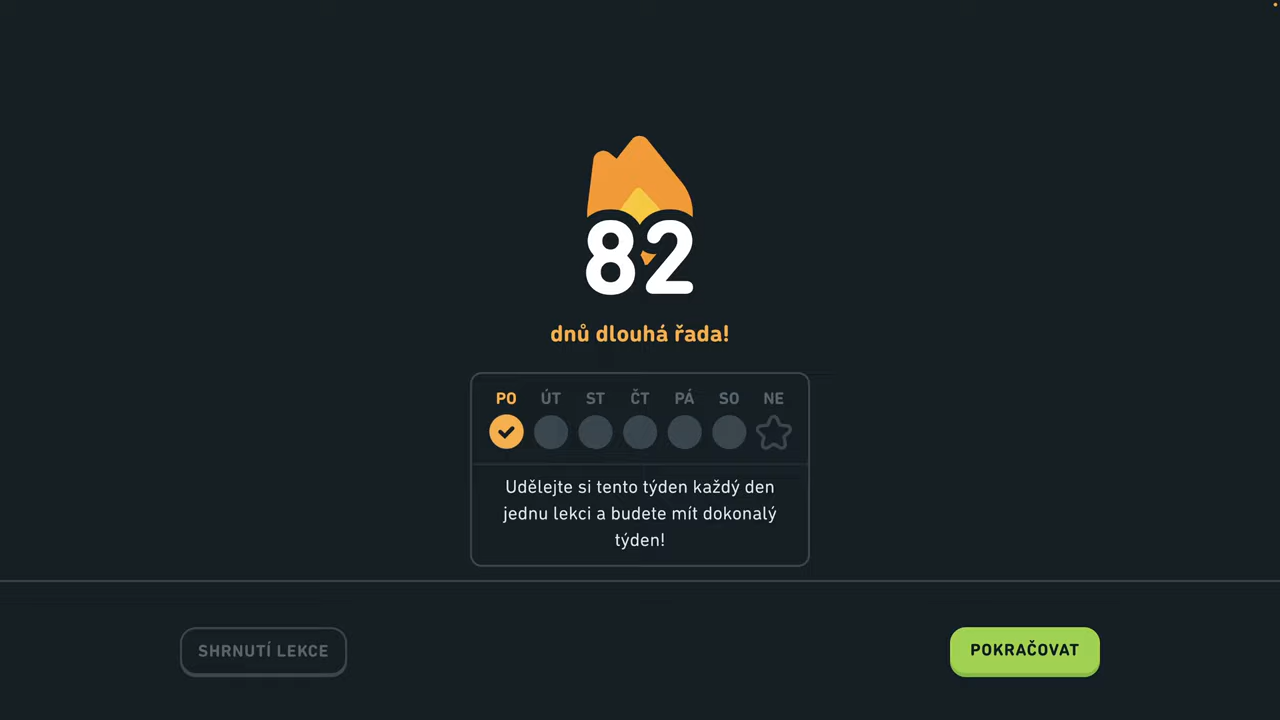 82
dnů dlouhá řada!
PO ÚT ST ČT PÁ SO NE
Udělejte si tento týden každý den
jednu lekci a budete mít dokonalý
týden!
SHRNUTÍ LEKCE
POKRAČOVAT